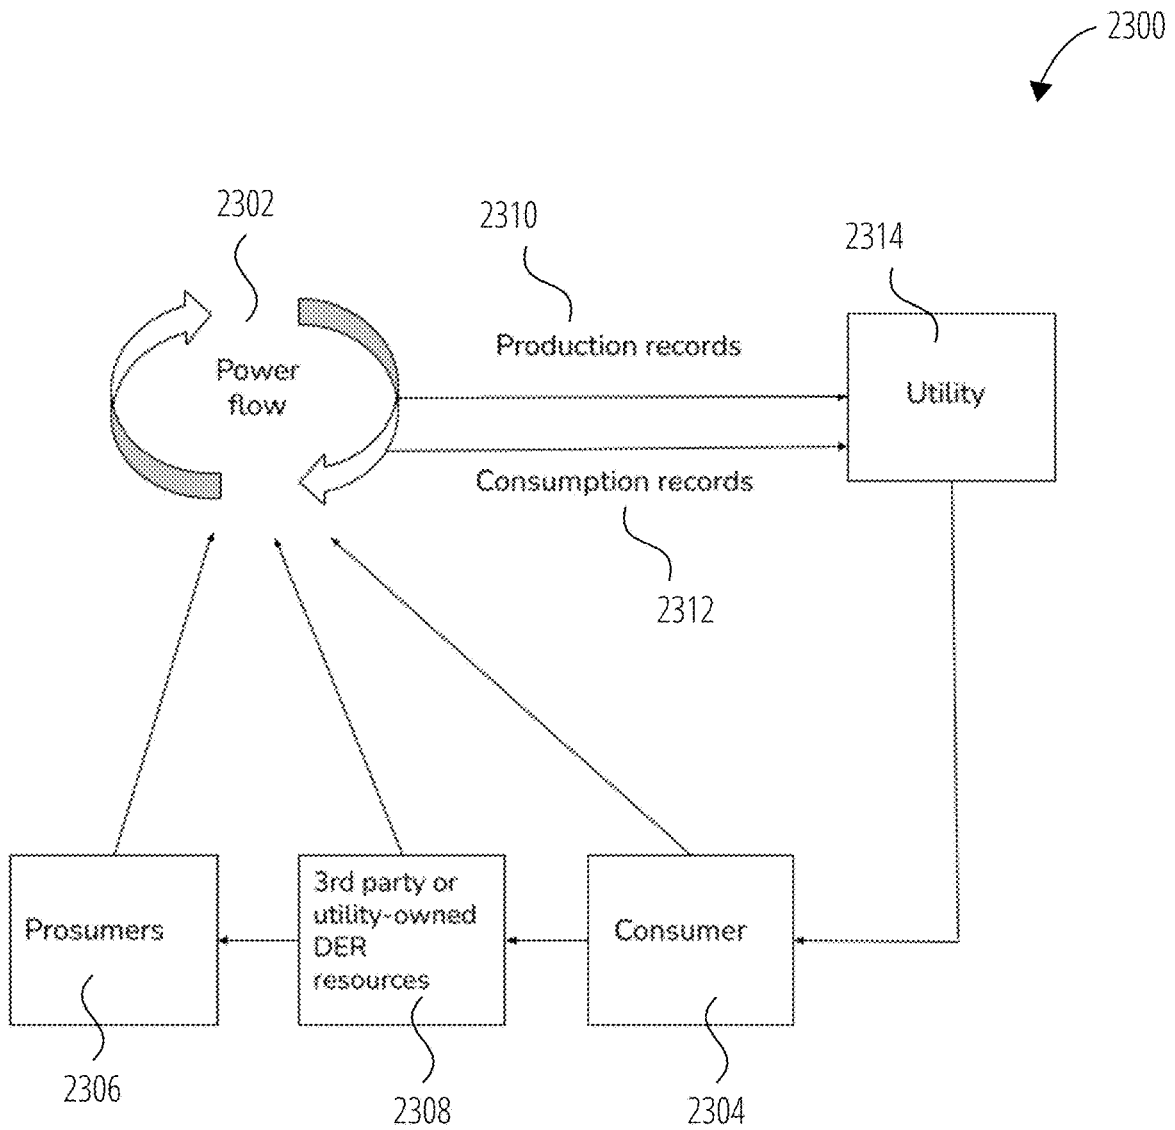 2300
2302
2310
2314
Production records
Power
flow
Utility
Consumption records
2312
3rd party or
utility-owned
DER
resources
Prosumers
Consumer
2306
2308
2304